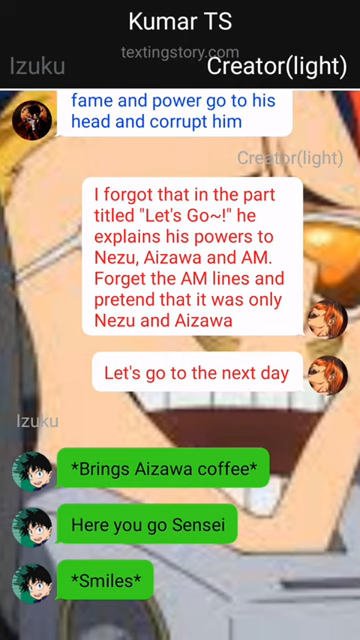 Kumar TS
textingstory.com
Izuku
Creator(light)
fame and power go to his
head and corrupt him
Creator(light)
I forgot that in the part
titled "Let's Go~!" he
explains his powers to
Nezu, Aizawa and AM.
Forget the AM lines and
pretend that it was only
Nezu and Aizawa
Let's go to the next day
Izuku
*Brings Aizawa coffee*
Here you go Sensei
*Smiles*